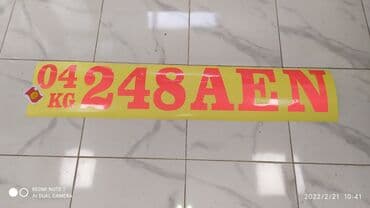 04 KG 248AEN
REDMI NOTE 7
AI DUAL CAMERA
2022/2/21 10:41